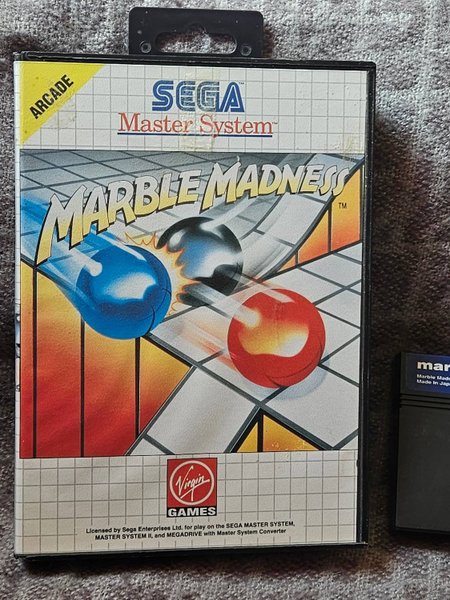 ARCADE
SEGA
Master System™
MARBLE MADNESS
TM
Virgin
GAMES
Licensed by Sega Enterprises Ltd. for play on the SEGA MASTER SYSTEM,
MASTER SYSTEM II, and MEGADRIVE with Master System Converter
mar
Marble Mad
Made In Jap